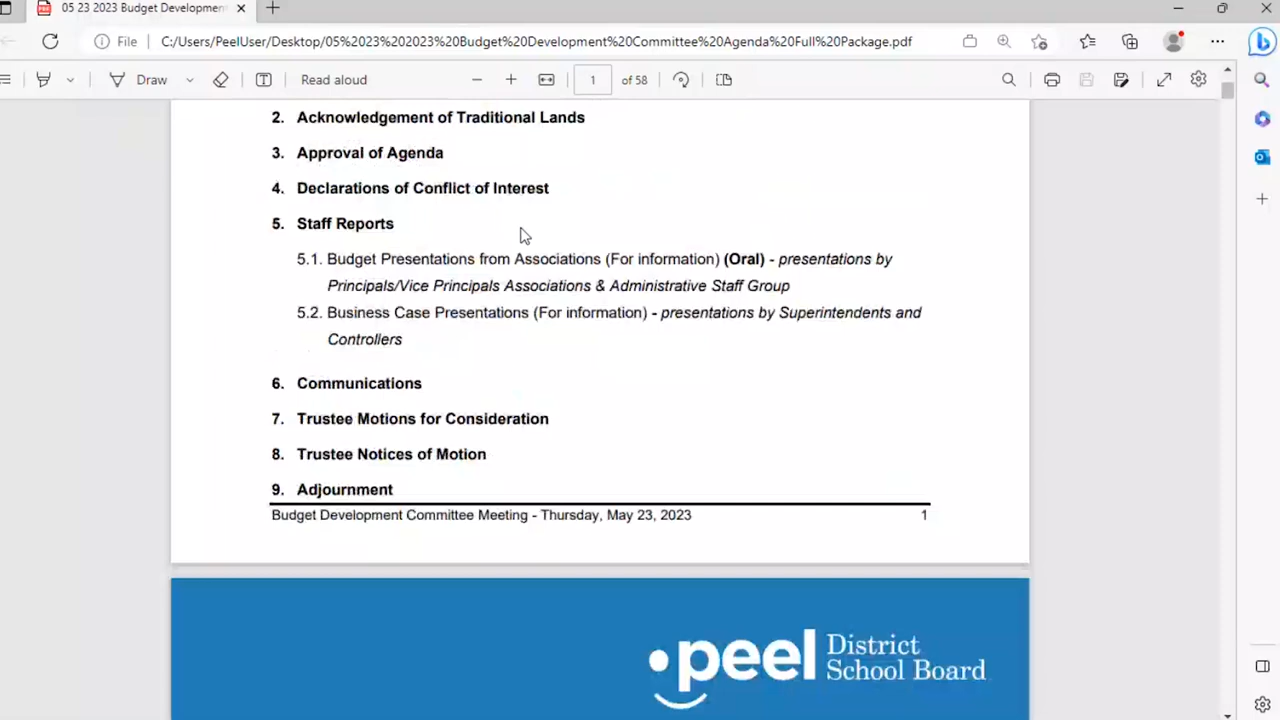 05 23 2023 Budget Developmen
File C:/Users/PeelUser/Desktop/05%2023%202023%20Budget%20Development%20Committee%20Agenda%20Full%20Package.pdf
Draw Read aloud 1 of 58
2. Acknowledgement of Traditional Lands
3. Approval of Agenda
4. Declarations of Conflict of Interest
5. Staff Reports
5.1. Budget Presentations from Associations (For information) (Oral) - presentations by
Principals/Vice Principals Associations & Administrative Staff Group
5.2. Business Case Presentations (For information) - presentations by Superintendents and
Controllers
6. Communications
7. Trustee Motions for Consideration
8. Trustee Notices of Motion
9. Adjournment
Budget Development Committee Meeting - Thursday, May 23, 2023 1
peel District
School Board